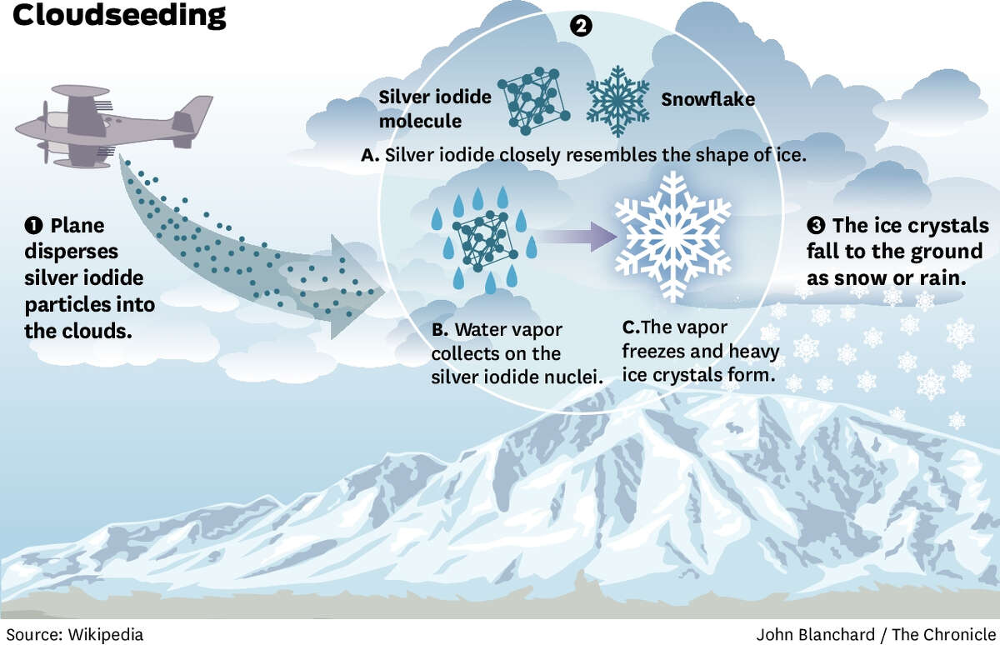 Cloudseeding
❶ Plane
disperses
silver iodide
particles into
the clouds.
❷
Silver iodide
molecule
Snowflake
A. Silver iodide closely resembles the shape of ice.
B. Water vapor
collects on the
silver iodide nuclei.
C.The vapor
freezes and heavy
ice crystals form.
❸ The ice crystals
fall to the ground
as snow or rain.
Source: Wikipedia
John Blanchard / The Chronicle